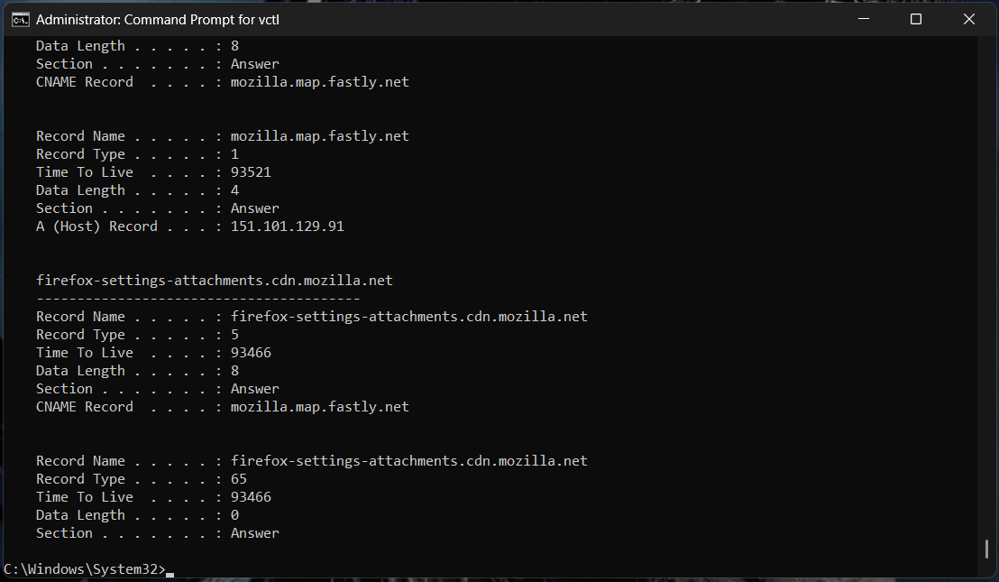 Administrator: Command Prompt for vctl
Data Length . . . . . : 8
Section . . . . . . . : Answer
CNAME Record  . . . . : mozilla.map.fastly.net
Record Name . . . . . : mozilla.map.fastly.net
Record Type . . . . . : 1
Time To Live  . . . . : 93521
Data Length . . . . . : 4
Section . . . . . . . : Answer
A (Host) Record . . . : 151.101.129.91
firefox-settings-attachments.cdn.mozilla.net
----------------------------------------
Record Name . . . . . : firefox-settings-attachments.cdn.mozilla.net
Record Type . . . . . : 5
Time To Live  . . . . : 93466
Data Length . . . . . : 8
Section . . . . . . . : Answer
CNAME Record  . . . . : mozilla.map.fastly.net
Record Name . . . . . : firefox-settings-attachments.cdn.mozilla.net
Record Type . . . . . : 65
Time To Live  . . . . : 93466
Data Length . . . . . : 0
Section . . . . . . . : Answer
C:\Windows\System32>